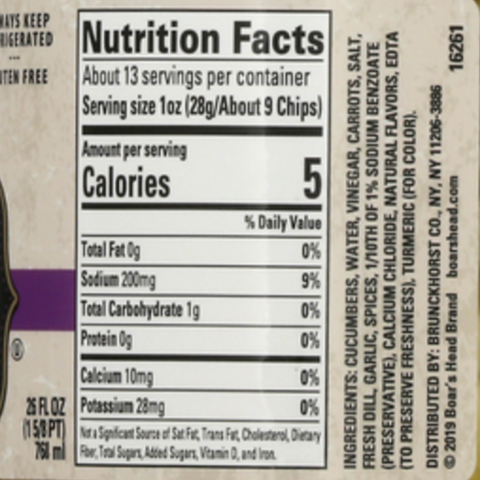 WAYS KEEP
RIGERATED
...
UTEN FREE
26 FL OZ
(1 5/8 PT)
768 ml
Nutrition Facts
About 13 servings per container
Serving size 1oz (28g/About 9 Chips)
Amount per serving
Calories 5
% Daily Value
Total Fat 0g 0%
Sodium 200mg 9%
Total Carbohydrate 1g 0%
Protein 0g 0%
Calcium 10mg 0%
Potassium 28mg 0%
Not a Significant Source of Sat Fat, Trans Fat, Cholesterol, Dietary
Fiber, Total Sugars, Added Sugars, Vitamin D, and Iron.
INGREDIENTS: CUCUMBERS, WATER, VINEGAR, CARROTS, SALT,
FRESH DILL, GARLIC, SPICES, 1/10TH OF 1% SODIUM BENZOATE
(PRESERVATIVE), CALCIUM CHLORIDE, NATURAL FLAVORS, EDTA
(TO PRESERVE FRESHNESS), TURMERIC (FOR COLOR).
DISTRIBUTED BY: BRUNCKHORST CO., NY, NY 11206-3886
© 2019 Boar's Head Brand boarshead.com 16261